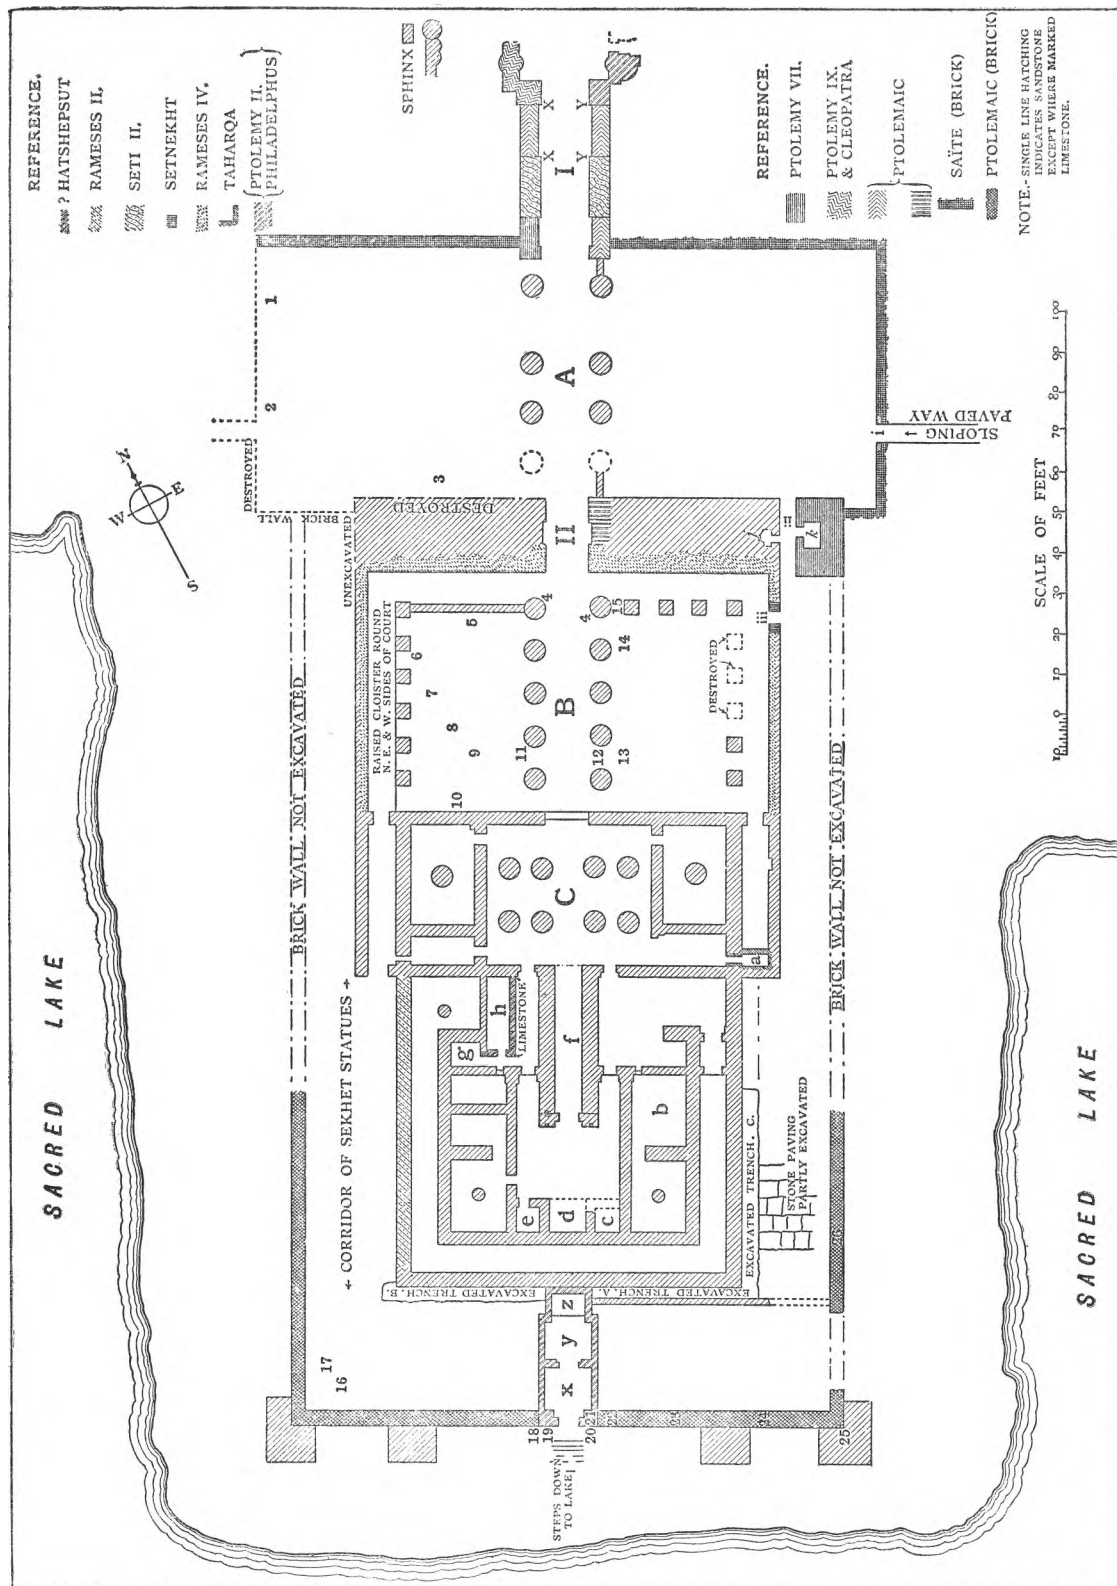 REFERENCE.
? HATSHEPSUT
RAMESES II.
SETI II.
SETNEKHT
RAMESES IV.
TAHARQA
PTOLEMY II.
PHILADELPHUS
SPHINX
REFERENCE.
PTOLEMY VII.
PTOLEMY IX.
& CLEOPATRA.
PTOLEMAIC
SAÏTE (BRICK)
PTOLEMAIC (BRICK)
NOTE.- SINGLE LINE HATCHING
INDICATES SANDSTONE
EXCEPT WHERE MARKED
LIMESTONE.
N.
E
W
S
SACRED LAKE
SACRED LAKE
BRICK WALL NOT EXCAVATED
BRICK WALL NOT EXCAVATED
DESTROYED
BRICK WALL
UNEXCAVATED
DESTROYED
RAISED CLOISTER ROUND
N. E. & W. SIDES OF COURT
DESTROYED
← CORRIDOR OF SEKHET STATUES →
LIMESTONE
EXCAVATED TRENCH. B.
EXCAVATED TRENCH. A.
EXCAVATED TRENCH. C.
STONE PAVING
PARTLY EXCAVATED
STEPS DOWN
TO LAKE
SLOPING
PAVED WAY
SCALE OF FEET
10 0 10 20 30 40 50 60 70 80 90 100
I
X X
Y Y
A
II
B
C
1
2
3
4
4
5
6
7
8
9
10
11
12
13
14
15
16
17
18
19
20
21
25
i
ii
iii
k
a
b
c
d
e
f
g
h
x
y
z